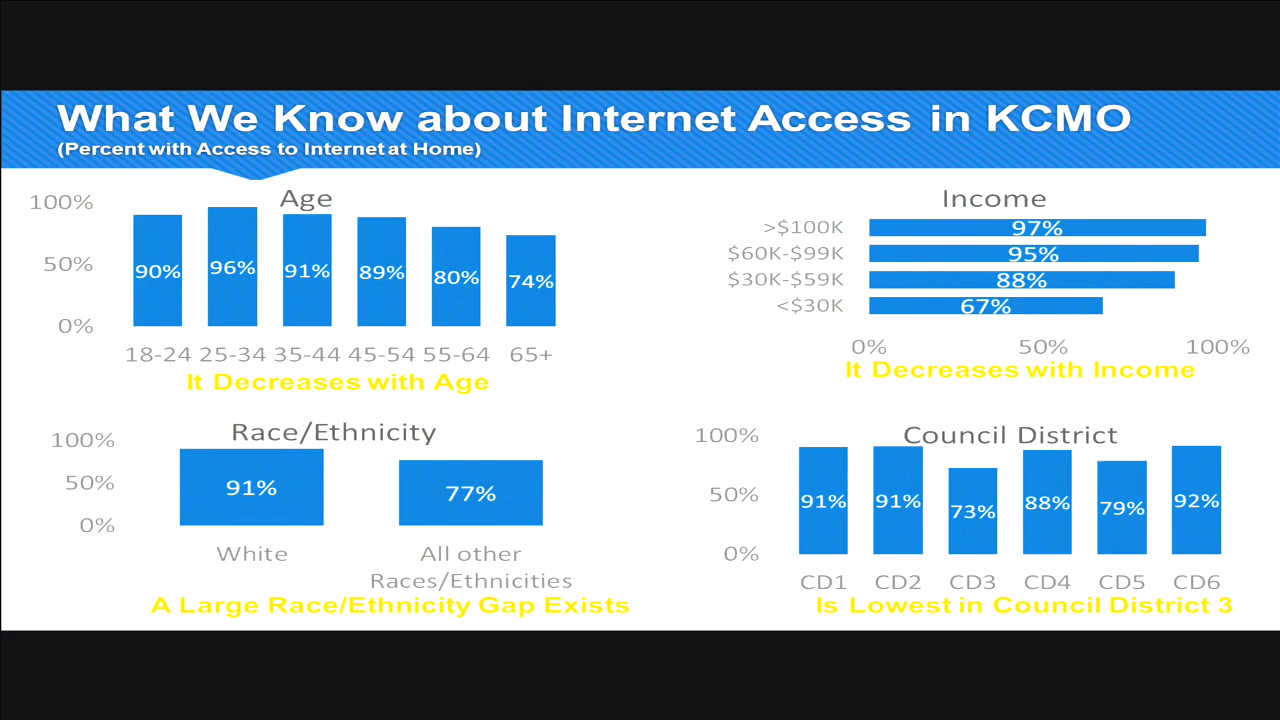 What We Know about Internet Access in KCMO
(Percent with Access to Internet at Home)
Age
100%
50%
0%
90%
96%
91%
89%
80%
74%
18-24 25-34 35-44 45-54 55-64 65+
It Decreases with Age
Income
>$100K 97%
$60K-$99K 95%
$30K-$59K 88%
<$30K 67%
0% 50% 100%
It Decreases with Income
Race/Ethnicity
100%
50%
0%
91%
77%
White
All other
Races/Ethnicities
A Large Race/Ethnicity Gap Exists
Council District
100%
50%
0%
91%
91%
73%
88%
79%
92%
CD1 CD2 CD3 CD4 CD5 CD6
Is Lowest in Council District 3